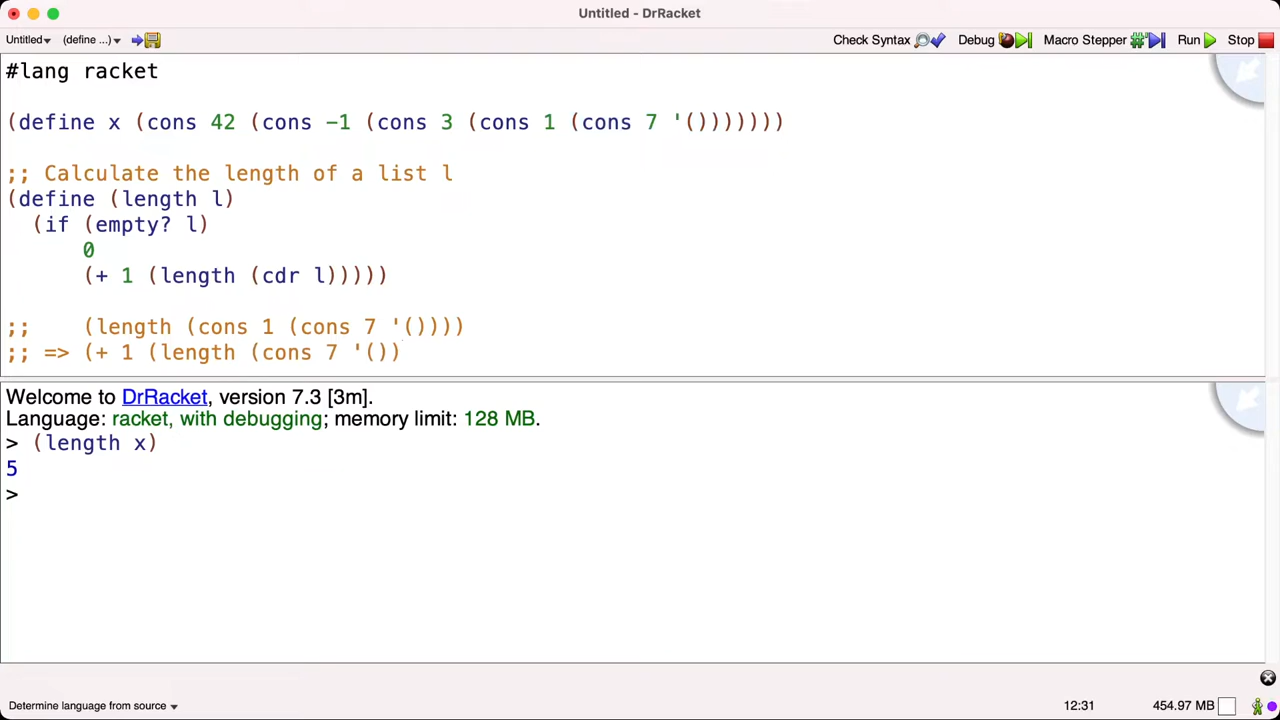 Untitled - DrRacket
Untitled (define ...) Check Syntax Debug Macro Stepper Run Stop
#lang racket
(define x (cons 42 (cons -1 (cons 3 (cons 1 (cons 7 '()))))))
;; Calculate the length of a list l
(define (length l)
(if (empty? l)
0
(+ 1 (length (cdr l)))))
;; (length (cons 1 (cons 7 '())))
;; => (+ 1 (length (cons 7 '())
Welcome to DrRacket, version 7.3 [3m].
Language: racket, with debugging; memory limit: 128 MB.
> (length x)
5
>
Determine language from source 12:31 454.97 MB